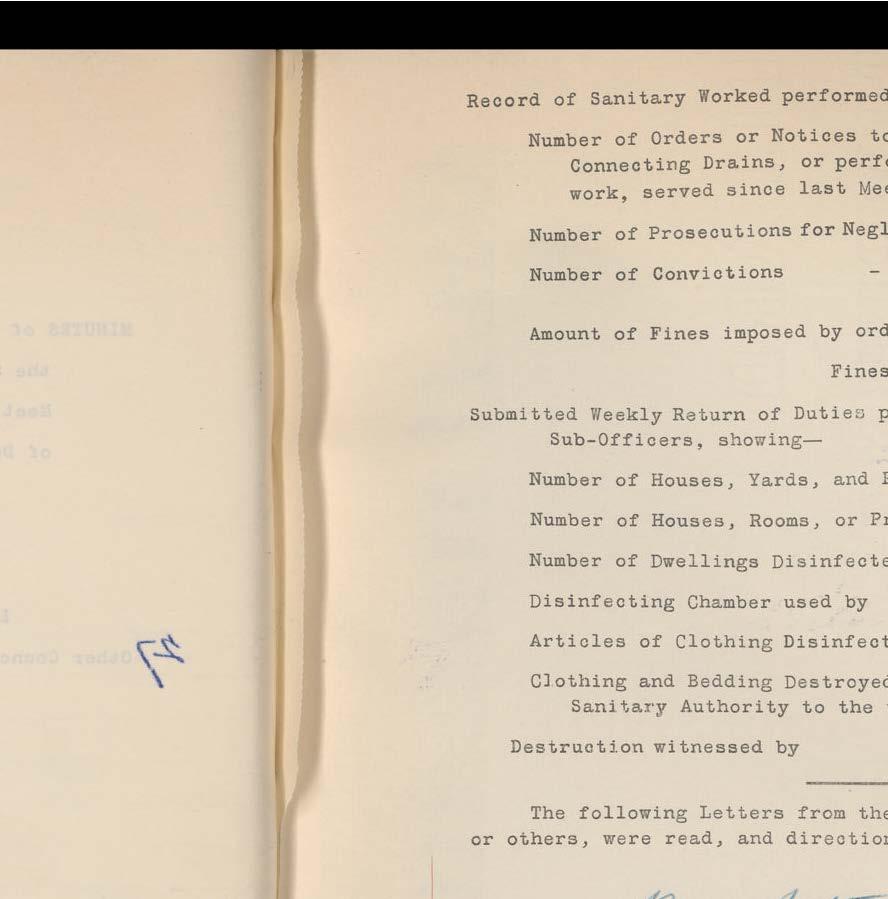 Record of Sanitary Worked performed
Number of Orders or Notices to
Connecting Drains, or perfo
work, served since last Mee
Number of Prosecutions for Negl
Number of Convictions -
Amount of Fines imposed by ord
Fines
Submitted Weekly Return of Duties p
Sub-Officers, showing—
Number of Houses, Yards, and
Number of Houses, Rooms, or Pr
Number of Dwellings Disinfecte
Disinfecting Chamber used by
Articles of Clothing Disinfect
Clothing and Bedding Destroyed
Sanitary Authority to the
Destruction witnessed by
The following Letters from the
or others, were read, and direction